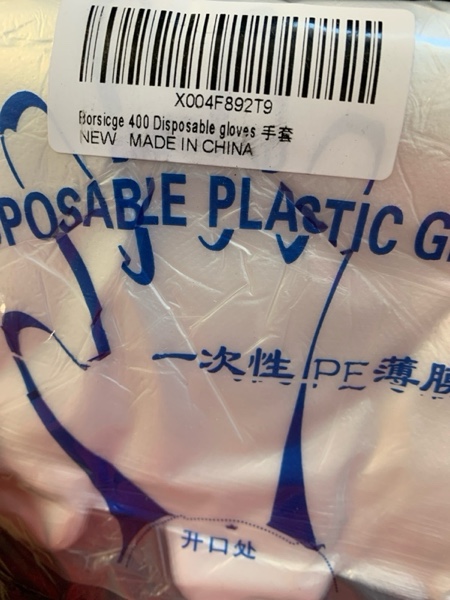 X004F892T9
Borsicge 400 Disposable gloves 手套
NEW MADE IN CHINA
POSABLE PLASTIC G
一次性 PE薄膜
开口处